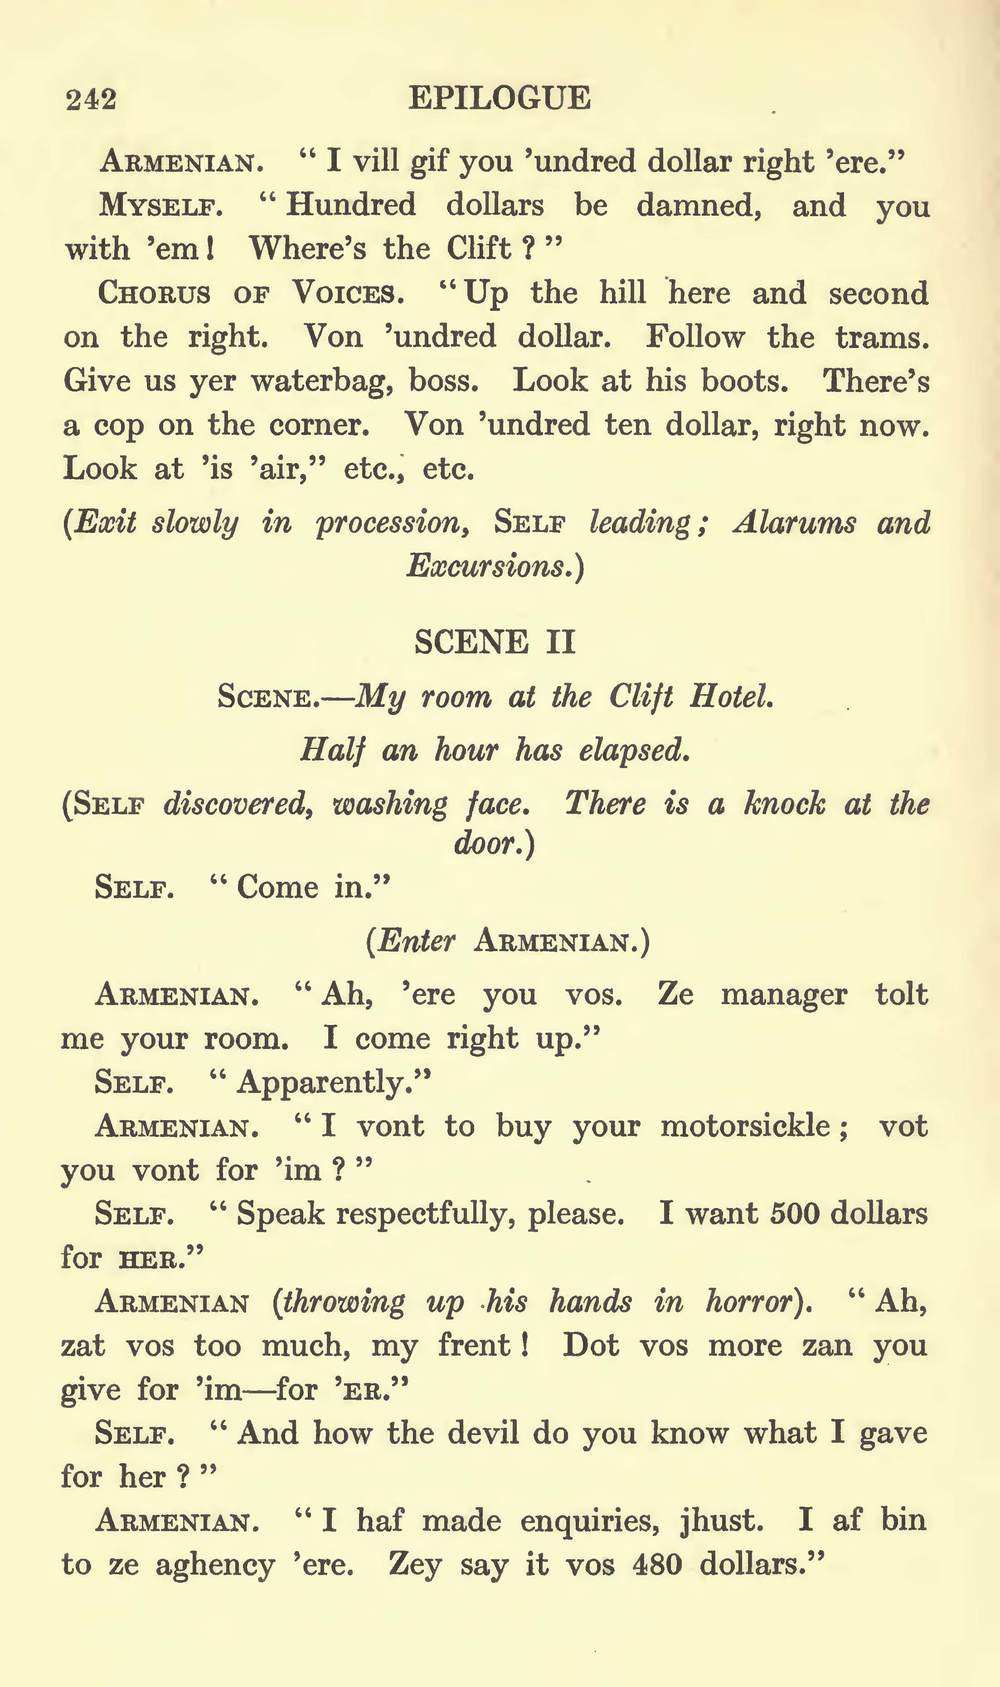 242 EPILOGUE
ARMENIAN. “ I vill gif you ’undred dollar right ’ere.”
MYSELF. “ Hundred dollars be damned, and you
with ’em ! Where’s the Clift ? ”
CHORUS OF VOICES. “ Up the hill here and second
on the right. Von ’undred dollar. Follow the trams.
Give us yer waterbag, boss. Look at his boots. There’s
a cop on the corner. Von ’undred ten dollar, right now.
Look at ’is ’air,” etc., etc.
(Exit slowly in procession, SELF leading ; Alarums and
Excursions.)
SCENE II
SCENE.—My room at the Clift Hotel.
Half an hour has elapsed.
(SELF discovered, washing face. There is a knock at the
door.)
SELF. “ Come in.”
(Enter ARMENIAN.)
ARMENIAN. “ Ah, ’ere you vos. Ze manager tolt
me your room. I come right up.”
SELF. “ Apparently.”
ARMENIAN. “ I vont to buy your motorsickle ; vot
you vont for ’im ? ”
SELF. “ Speak respectfully, please. I want 500 dollars
for HER.”
ARMENIAN (throwing up his hands in horror). “ Ah,
zat vos too much, my frent ! Dot vos more zan you
give for ’im—for ’ER.”
SELF. “ And how the devil do you know what I gave
for her ? ”
ARMENIAN. “ I haf made enquiries, jhust. I af bin
to ze aghency ’ere. Zey say it vos 480 dollars.”